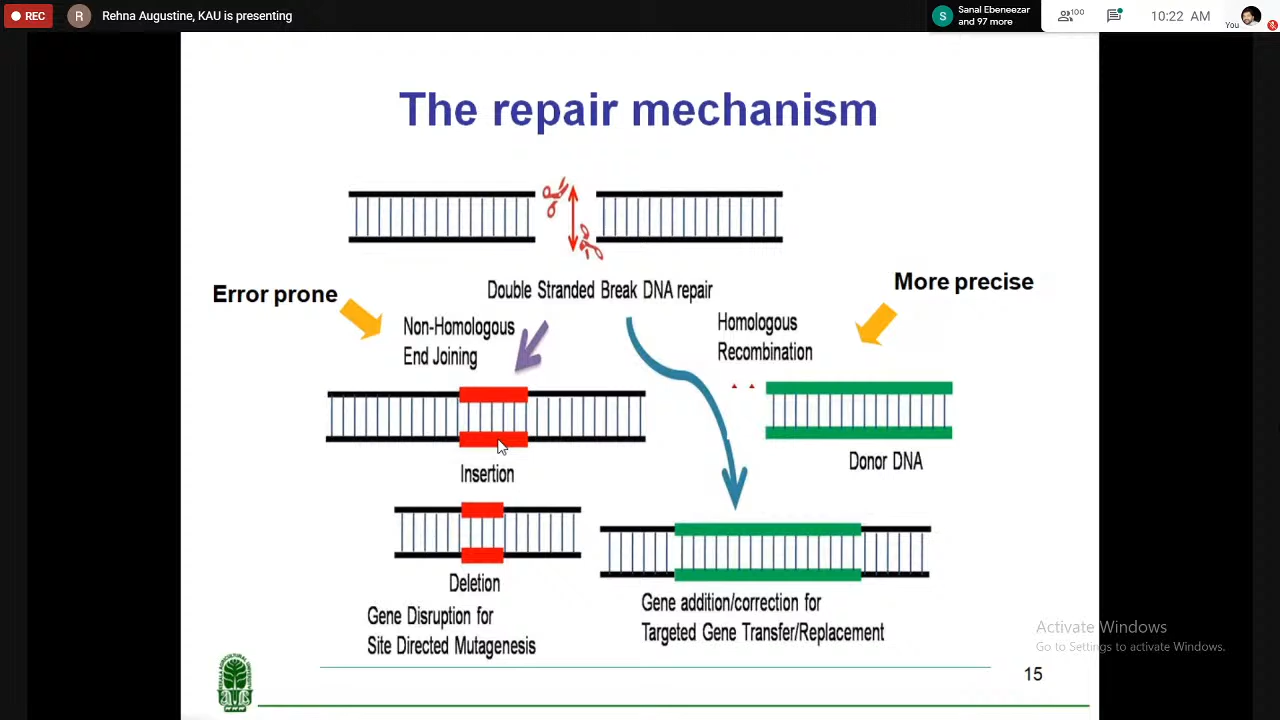 REC
R
Rehna Augustine, KAU is presenting
S
Sanal Ebeneezar
and 97 more
100
10:22 AM
You
The repair mechanism
Double Stranded Break DNA repair
Error prone
More precise
Non-Homologous
End Joining
Homologous
Recombination
Insertion
Donor DNA
Deletion
Gene Disruption for
Site Directed Mutagenesis
Gene addition/correction for
Targeted Gene Transfer/Replacement
Activate Windows
Go to Settings to activate Windows.
15